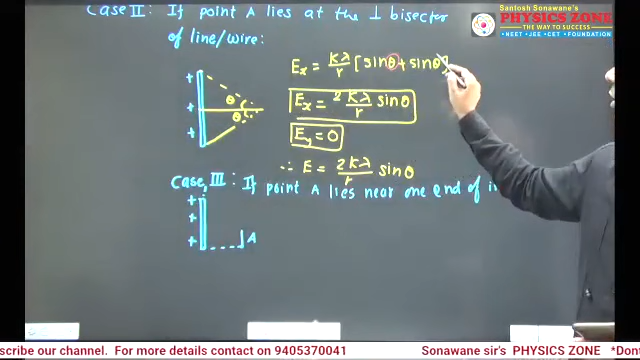 Case II: If point A lies at the ⊥ bisector
of line/wire:
Santosh Sonawane's
PHYSICS ZONE
THE WAY TO SUCCESS
•NEET •JEE •CET •FOUNDATION
Ex = kλ/r [sinθ + sinθ]
+
+
+
θ
θ
Ex = 2kλ/r sinθ
Ey = 0
∴ E = 2kλ/r sinθ
Case, III: If point A lies near one end of
+
+
+
A
scribe our channel. For more details contact on 9405370041 Sonawane sir's PHYSICS ZONE *Don